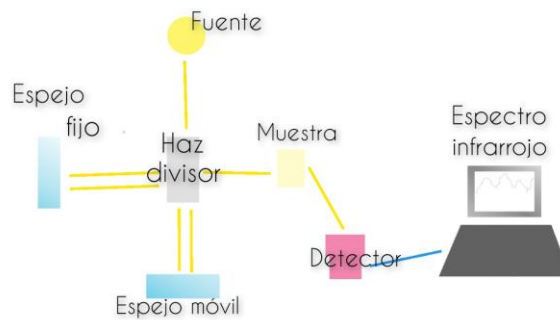 Fuente
Espejo
fijo
Haz
divisor
Muestra
Espectro
infrarrojo
Detector
Espejo móvil